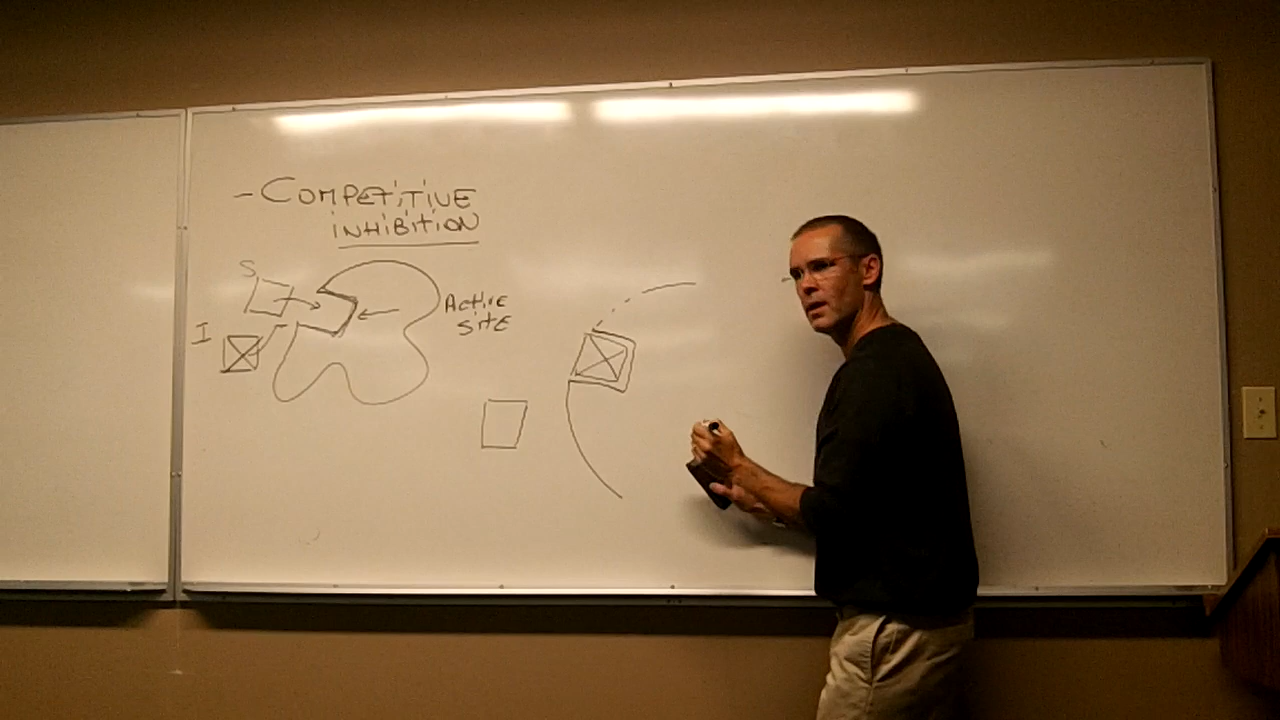 - COMPETITIVE
INHIBITION
S
I
ACTIVE
SITE